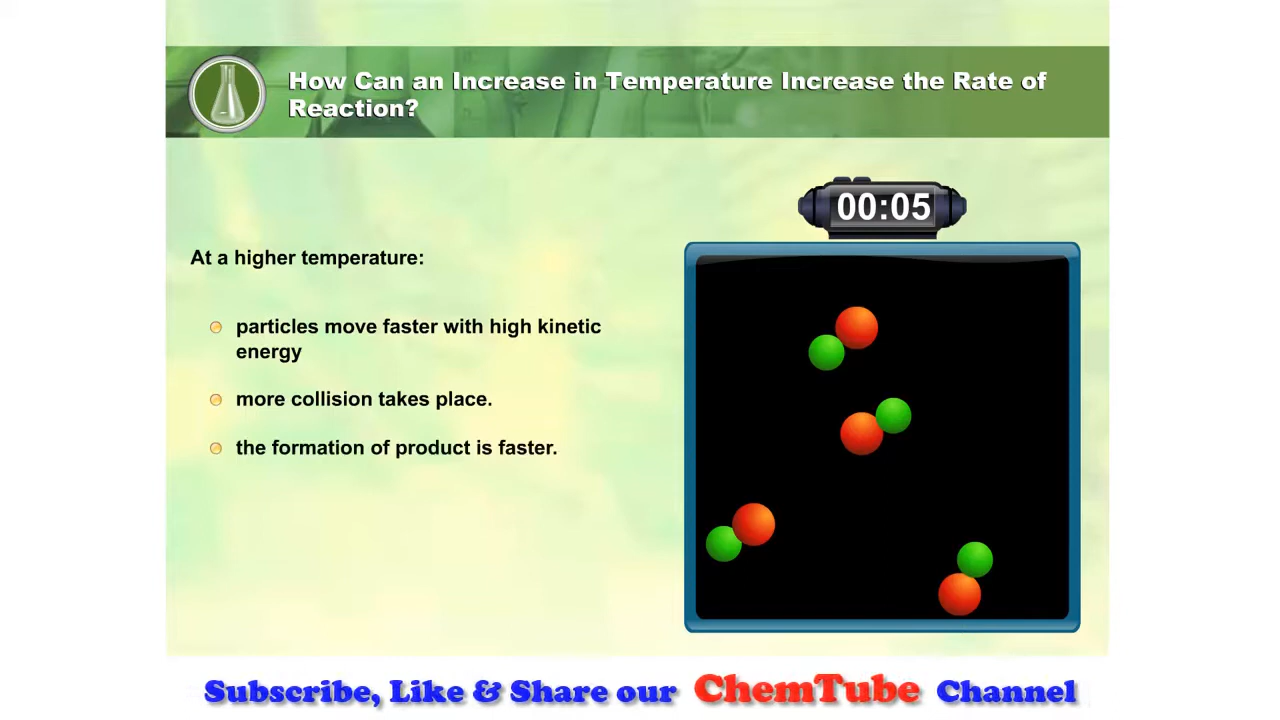 How Can an Increase in Temperature Increase the Rate of
Reaction?
00:05
At a higher temperature:
particles move faster with high kinetic
energy
more collision takes place.
the formation of product is faster.
Subscribe, Like & Share our ChemTube Channel